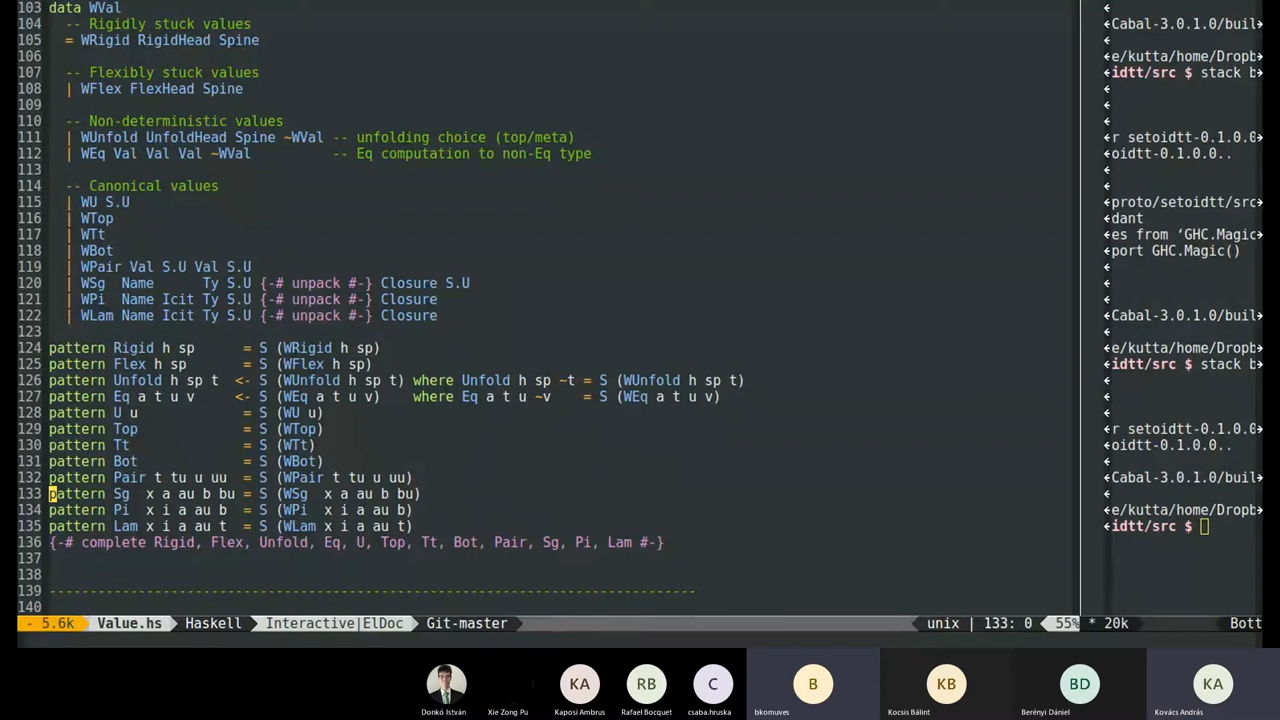 103 data WVal
104   -- Rigidly stuck values
105   = WRigid RigidHead Spine
106
107   -- Flexibly stuck values
108   | WFlex FlexHead Spine
109
110   -- Non-deterministic values
111   | WUnfold UnfoldHead Spine ~WVal -- unfolding choice (top/meta)
112   | WEq Val Val Val ~WVal          -- Eq computation to non-Eq type
113
114   -- Canonical values
115   | WU S.U
116   | WTop
117   | WTt
118   | WBot
119   | WPair Val S.U Val S.U
120   | WSg  Name      Ty S.U {-# unpack #-} Closure S.U
121   | WPi  Name Icit Ty S.U {-# unpack #-} Closure
122   | WLam Name Icit Ty S.U {-# unpack #-} Closure
123
124 pattern Rigid h sp      = S (WRigid h sp)
125 pattern Flex h sp       = S (WFlex h sp)
126 pattern Unfold h sp t  <- S (WUnfold h sp t) where Unfold h sp ~t = S (WUnfold h sp t)
127 pattern Eq a t u v     <- S (WEq a t u v)    where Eq a t u ~v    = S (WEq a t u v)
128 pattern U u             = S (WU u)
129 pattern Top             = S (WTop)
130 pattern Tt              = S (WTt)
131 pattern Bot             = S (WBot)
132 pattern Pair t tu u uu  = S (WPair t tu u uu)
133 pattern Sg  x a au b bu = S (WSg  x a au b bu)
134 pattern Pi  x i a au b  = S (WPi  x i a au b)
135 pattern Lam x i a au t  = S (WLam x i a au t)
136 {-# complete Rigid, Flex, Unfold, Eq, U, Top, Tt, Bot, Pair, Sg, Pi, Lam #-}
137
138
139 --------------------------------------------------------------------------------
140
- 5.6k Value.hs Haskell Interactive|ElDoc Git-master unix | 133: 0 55%
Cabal-3.0.1.0/buil
e/kutta/home/Dropb
idtt/src $ stack b
r setoidtt-0.1.0.0
oidtt-0.1.0.0..
proto/setoidtt/src
dant
es from ‘GHC.Magic
port GHC.Magic()
Cabal-3.0.1.0/buil
e/kutta/home/Dropb
idtt/src $ stack b
r setoidtt-0.1.0.0
oidtt-0.1.0.0..
Cabal-3.0.1.0/buil
e/kutta/home/Dropb
idtt/src $
* 20k Bott
KA RB C B KB BD KA
Donkó István Xie Zong Pu Kaposi Ambrus Rafael Bocquet csaba.hruska bkomuves Kocsis Bálint Berényi Dániel Kovács András